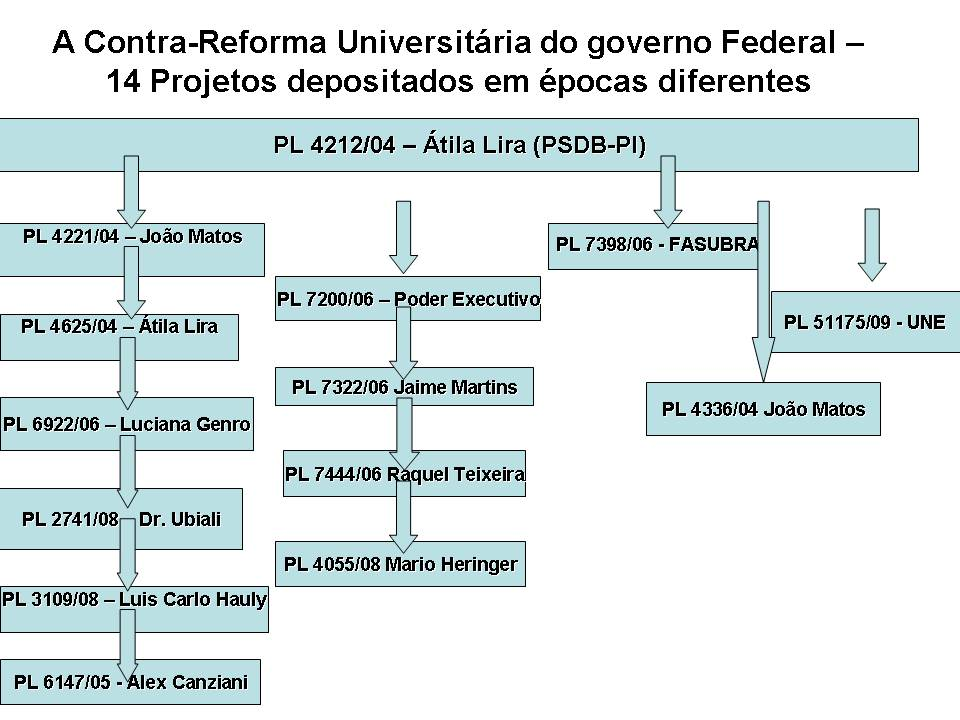 A Contra-Reforma Universitária do governo Federal –
14 Projetos depositados em épocas diferentes
PL 4212/04 – Átila Lira (PSDB-PI)
PL 4221/04 – João Matos
PL 4625/04 – Átila Lira
PL 6922/06 – Luciana Genro
PL 2741/08 – Dr. Ubiali
PL 3109/08 – Luis Carlo Hauly
PL 6147/05 - Alex Canziani
PL 7200/06 – Poder Executivo
PL 7322/06 Jaime Martins
PL 7444/06 Raquel Teixeira
PL 4055/08 Mario Heringer
PL 7398/06 - FASUBRA
PL 51175/09 - UNE
PL 4336/04 João Matos